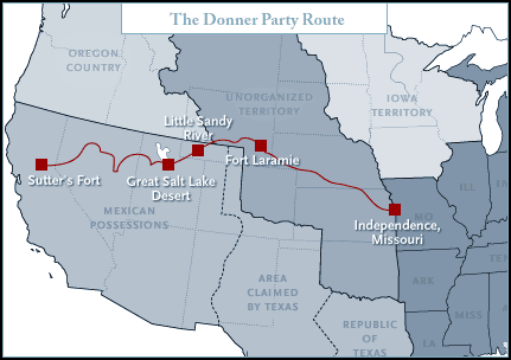 The Donner Party Route
OREGON
COUNTRY
UNORGANIZED
TERRITORY
IOWA
TERRITORY
Little Sandy
River
Fort Laramie
Sutter's Fort
Great Salt Lake
Desert
MEXICAN
POSSESSIONS
Independence,
Missouri
MO
ILL
IN
AREA
CLAIMED
BY TEXAS
REPUBLIC
OF
TEXAS
ARK
LA
MISS